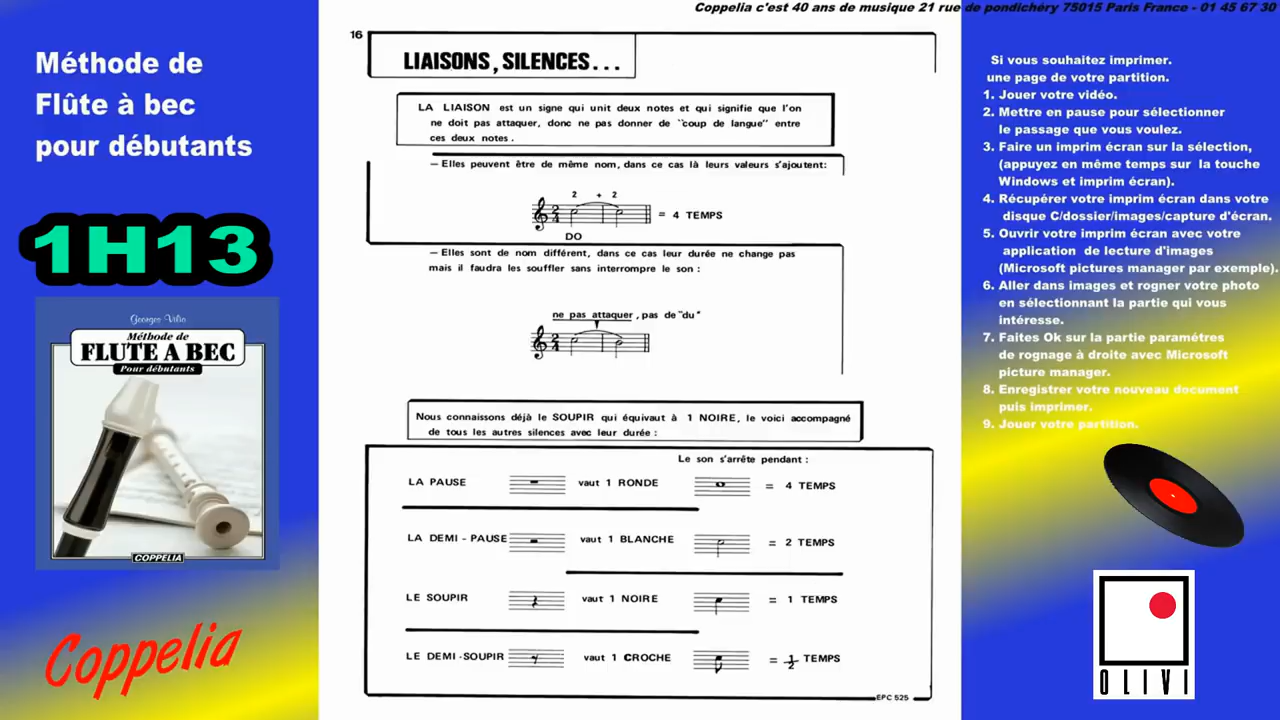 Coppelia c'est 40 ans de musique 21 rue de pondichéry 75015 Paris France - 01 45 67 30
Méthode de
Flûte à bec
pour débutants
1H13
Georges Vilio
Méthode de
FLUTE A BEC
Pour débutants
COPPELIA
Coppelia
16
LIAISONS, SILENCES...
LA LIAISON est un signe qui unit deux notes et qui signifie que l'on
ne doit pas attaquer, donc ne pas donner de "coup de langue" entre
ces deux notes.
— Elles peuvent être de même nom, dans ce cas là leurs valeurs s'ajoutent:
2 + 2
2
4
= 4 TEMPS
DO
— Elles sont de nom différent, dans ce cas leur durée ne change pas
mais il faudra les souffler sans interrompre le son :
ne pas attaquer, pas de "du"
2
4
Nous connaissons déjà le SOUPIR qui équivaut à 1 NOIRE, le voici accompagné
de tous les autres silences avec leur durée :
Le son s'arrête pendant :
LA PAUSE vaut 1 RONDE = 4 TEMPS
LA DEMI - PAUSE vaut 1 BLANCHE = 2 TEMPS
LE SOUPIR vaut 1 NOIRE = 1 TEMPS
LE DEMI-SOUPIR vaut 1 CROCHE = 1/2 TEMPS
EPC 525
Si vous souhaitez imprimer.
une page de votre partition.
1. Jouer votre vidéo.
2. Mettre en pause pour sélectionner
le passage que vous voulez.
3. Faire un imprim écran sur la sélection,
(appuyez en même temps sur la touche
Windows et imprim écran).
4. Récupérer votre imprim écran dans votre
disque C/dossier/images/capture d'écran.
5. Ouvrir votre imprim écran avec votre
application de lecture d'images
(Microsoft pictures manager par exemple).
6. Aller dans images et rogner votre photo
en sélectionnant la partie qui vous
intéresse.
7. Faites Ok sur la partie paramétres
de rognage à droite avec Microsoft
picture manager.
8. Enregistrer votre nouveau document
puis imprimer.
9. Jouer votre partition.
OLIVI